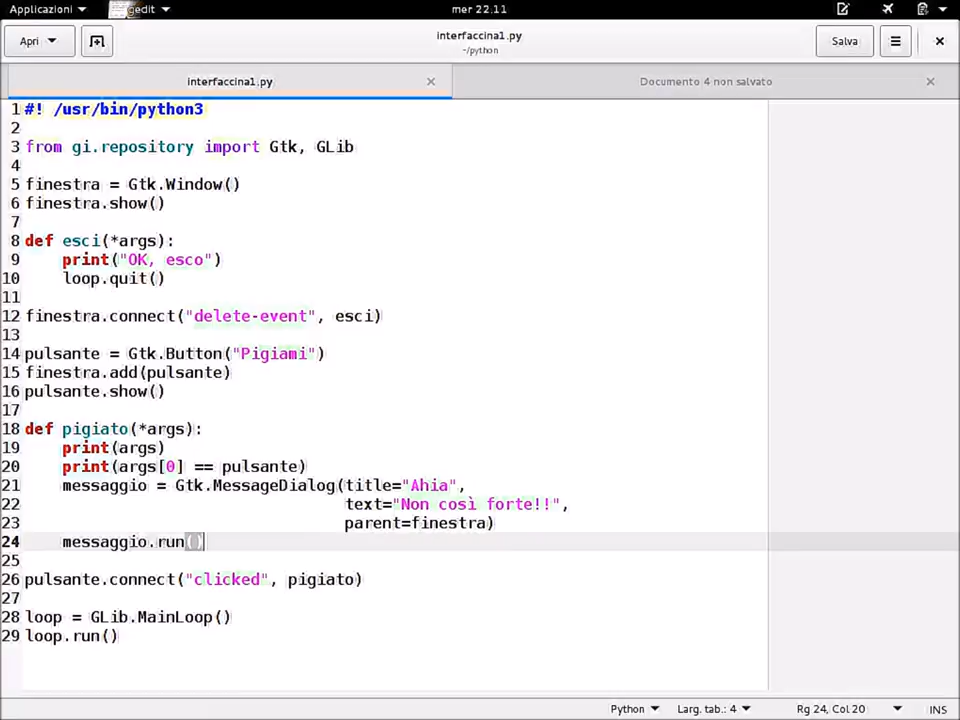 Applicazioni gedit mer 22.11
Apri interfaccina1.py Salva
~/python
interfaccina1.py Documento 4 non salvato
1 #! /usr/bin/python3
2
3 from gi.repository import Gtk, GLib
4
5 finestra = Gtk.Window()
6 finestra.show()
7
8 def esci(*args):
9     print("OK, esco")
10     loop.quit()
11
12 finestra.connect("delete-event", esci)
13
14 pulsante = Gtk.Button("Pigiami")
15 finestra.add(pulsante)
16 pulsante.show()
17
18 def pigiato(*args):
19     print(args)
20     print(args[0] == pulsante)
21     messaggio = Gtk.MessageDialog(title="Ahia",
22                                   text="Non così forte!!",
23                                   parent=finestra)
24     messaggio.run()
25
26 pulsante.connect("clicked", pigiato)
27
28 loop = GLib.MainLoop()
29 loop.run()
Python Larg. tab.: 4 Rg 24, Col 20 INS